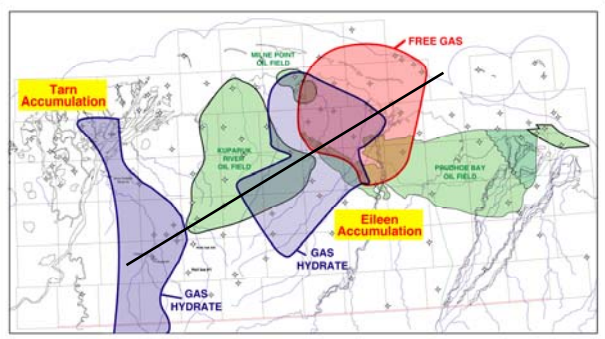 MILNE POINT
OIL FIELD
FREE GAS
Tarn
Accumulation
KUPARUK
RIVER
OIL FIELD
PRUDHOE BAY
OIL FIELD
Eileen
Accumulation
GAS
HYDRATE
GAS
HYDRATE